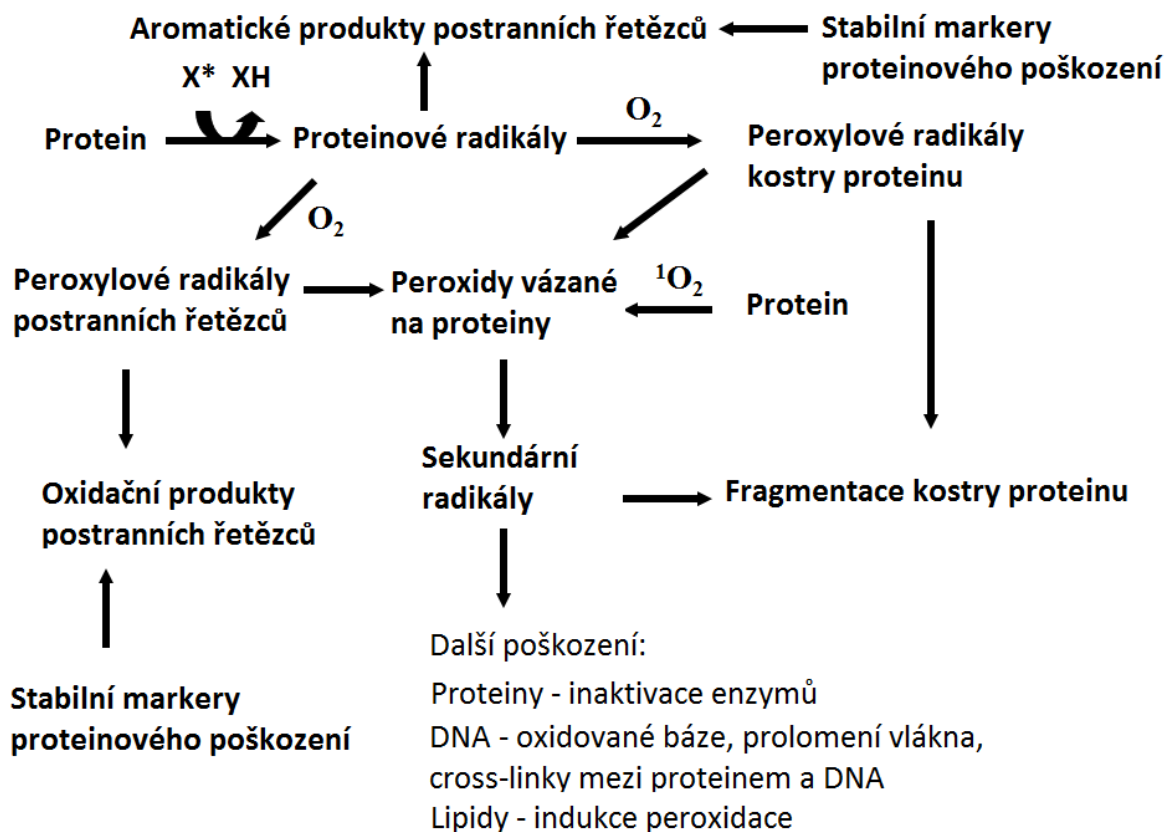 Aromatické produkty postranních řetězců
Stabilní markery
proteinového poškození
X* XH
Protein
Proteinové radikály
O2
Peroxylové radikály
kostry proteinu
O2
Peroxylové radikály
postranních řetězců
Peroxidy vázané
na proteiny
1O2
Protein
Sekundární
radikály
Oxidační produkty
postranních řetězců
Fragmentace kostry proteinu
Stabilní markery
proteinového poškození
Další poškození:
Proteiny - inaktivace enzymů
DNA - oxidované báze, prolomení vlákna,
cross-linky mezi proteinem a DNA
Lipidy - indukce peroxidace